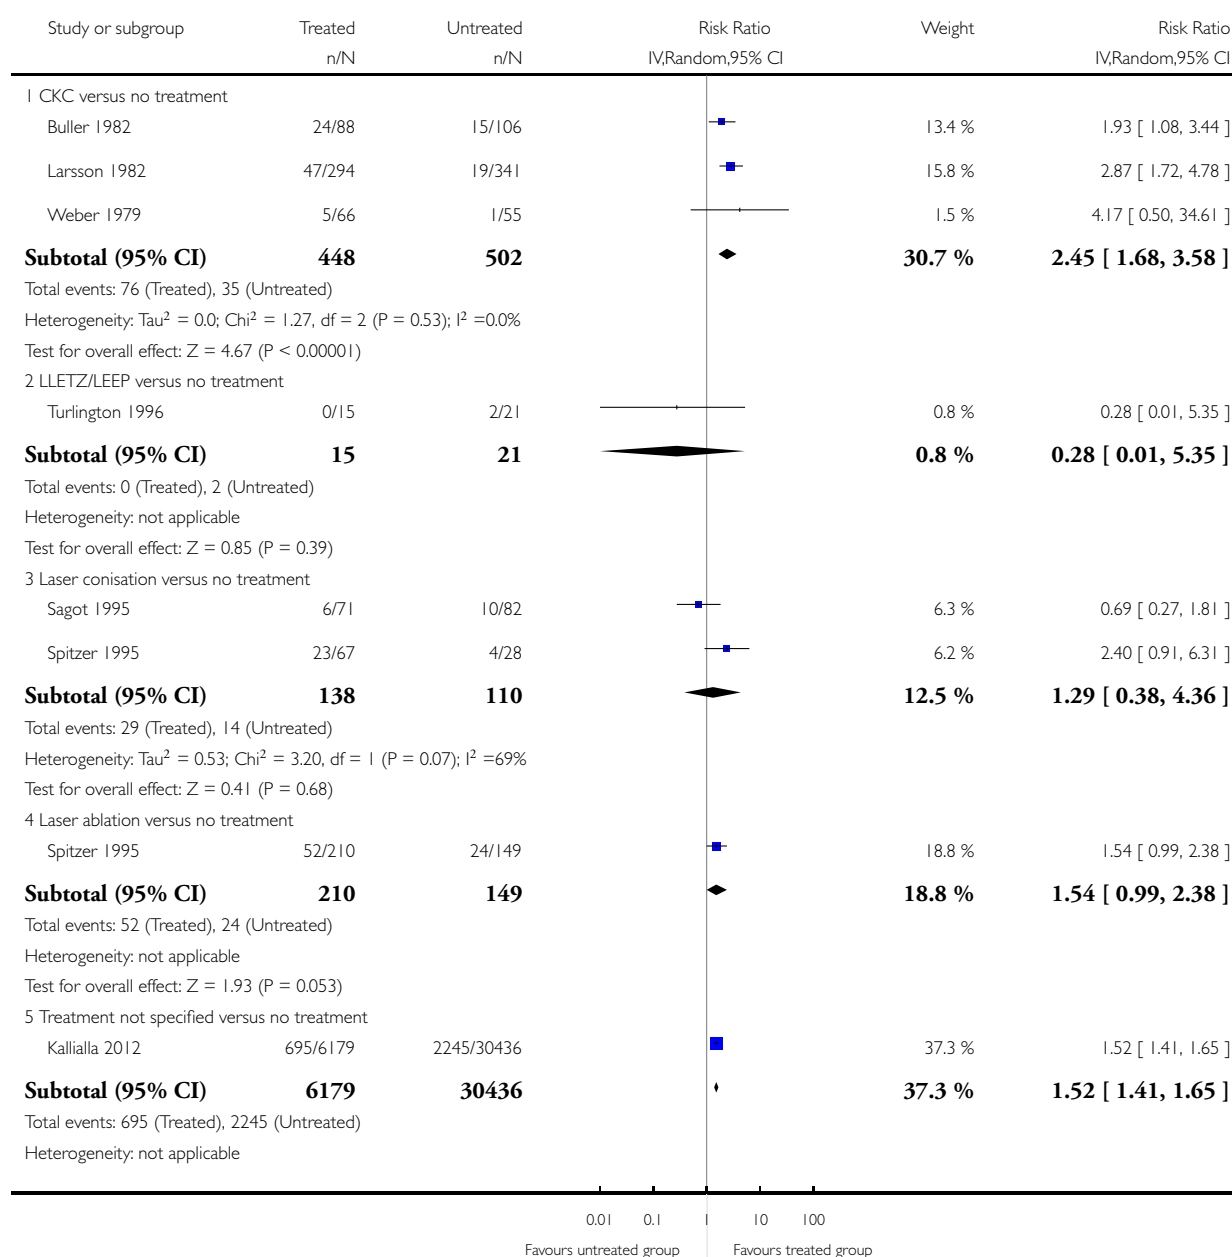 Study or subgroup Treated Untreated Risk Ratio Weight Risk Ratio
n/N n/N IV,Random,95% CI IV,Random,95% CI
1 CKC versus no treatment
Buller 1982 24/88 15/106 13.4 % 1.93 [ 1.08, 3.44 ]
Larsson 1982 47/294 19/341 15.8 % 2.87 [ 1.72, 4.78 ]
Weber 1979 5/66 1/55 1.5 % 4.17 [ 0.50, 34.61 ]
Subtotal (95% CI) 448 502 30.7 % 2.45 [ 1.68, 3.58 ]
Total events: 76 (Treated), 35 (Untreated)
Heterogeneity: Tau² = 0.0; Chi² = 1.27, df = 2 (P = 0.53); I² =0.0%
Test for overall effect: Z = 4.67 (P < 0.00001)
2 LLETZ/LEEP versus no treatment
Turlington 1996 0/15 2/21 0.8 % 0.28 [ 0.01, 5.35 ]
Subtotal (95% CI) 15 21 0.8 % 0.28 [ 0.01, 5.35 ]
Total events: 0 (Treated), 2 (Untreated)
Heterogeneity: not applicable
Test for overall effect: Z = 0.85 (P = 0.39)
3 Laser conisation versus no treatment
Sagot 1995 6/71 10/82 6.3 % 0.69 [ 0.27, 1.81 ]
Spitzer 1995 23/67 4/28 6.2 % 2.40 [ 0.91, 6.31 ]
Subtotal (95% CI) 138 110 12.5 % 1.29 [ 0.38, 4.36 ]
Total events: 29 (Treated), 14 (Untreated)
Heterogeneity: Tau² = 0.53; Chi² = 3.20, df = 1 (P = 0.07); I² =69%
Test for overall effect: Z = 0.41 (P = 0.68)
4 Laser ablation versus no treatment
Spitzer 1995 52/210 24/149 18.8 % 1.54 [ 0.99, 2.38 ]
Subtotal (95% CI) 210 149 18.8 % 1.54 [ 0.99, 2.38 ]
Total events: 52 (Treated), 24 (Untreated)
Heterogeneity: not applicable
Test for overall effect: Z = 1.93 (P = 0.053)
5 Treatment not specified versus no treatment
Kallialla 2012 695/6179 2245/30436 37.3 % 1.52 [ 1.41, 1.65 ]
Subtotal (95% CI) 6179 30436 37.3 % 1.52 [ 1.41, 1.65 ]
Total events: 695 (Treated), 2245 (Untreated)
Heterogeneity: not applicable
0.01 0.1 1 10 100
Favours untreated group Favours treated group